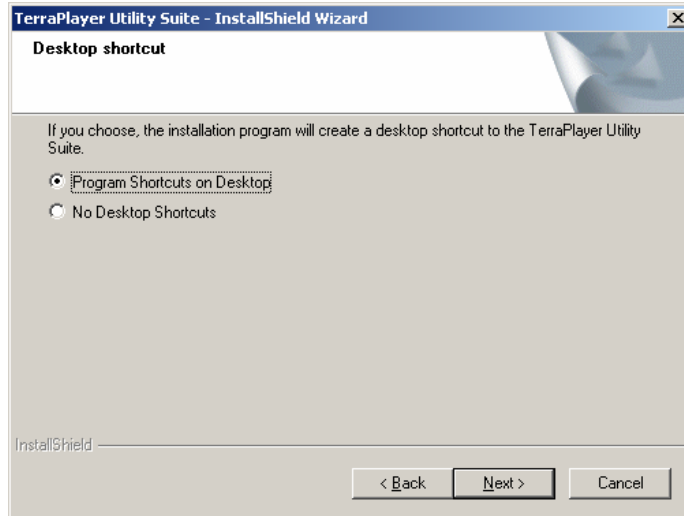 TerraPlayer Utility Suite - InstallShield Wizard
Desktop shortcut
If you choose, the installation program will create a desktop shortcut to the TerraPlayer Utility
Suite.
Program Shortcuts on Desktop
No Desktop Shortcuts
InstallShield
< Back Next > Cancel